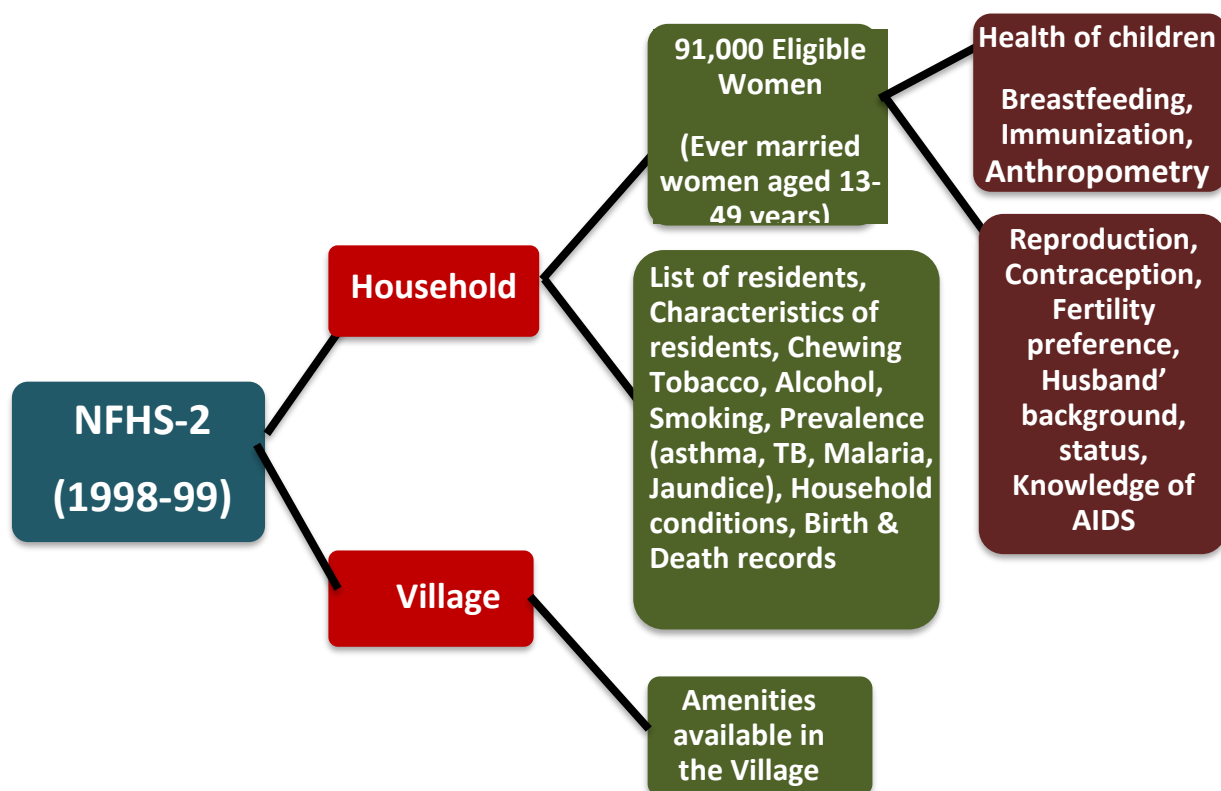 NFHS-2
(1998-99)
Household
Village
91,000 Eligible
Women
(Ever married
women aged 13-
49 years)
List of residents,
Characteristics of
residents, Chewing
Tobacco, Alcohol,
Smoking, Prevalence
(asthma, TB, Malaria,
Jaundice), Household
conditions, Birth &
Death records
Amenities
available in
the Village
Health of children
Breastfeeding,
Immunization,
Anthropometry
Reproduction,
Contraception,
Fertility
preference,
Husband’
background,
status,
Knowledge of
AIDS